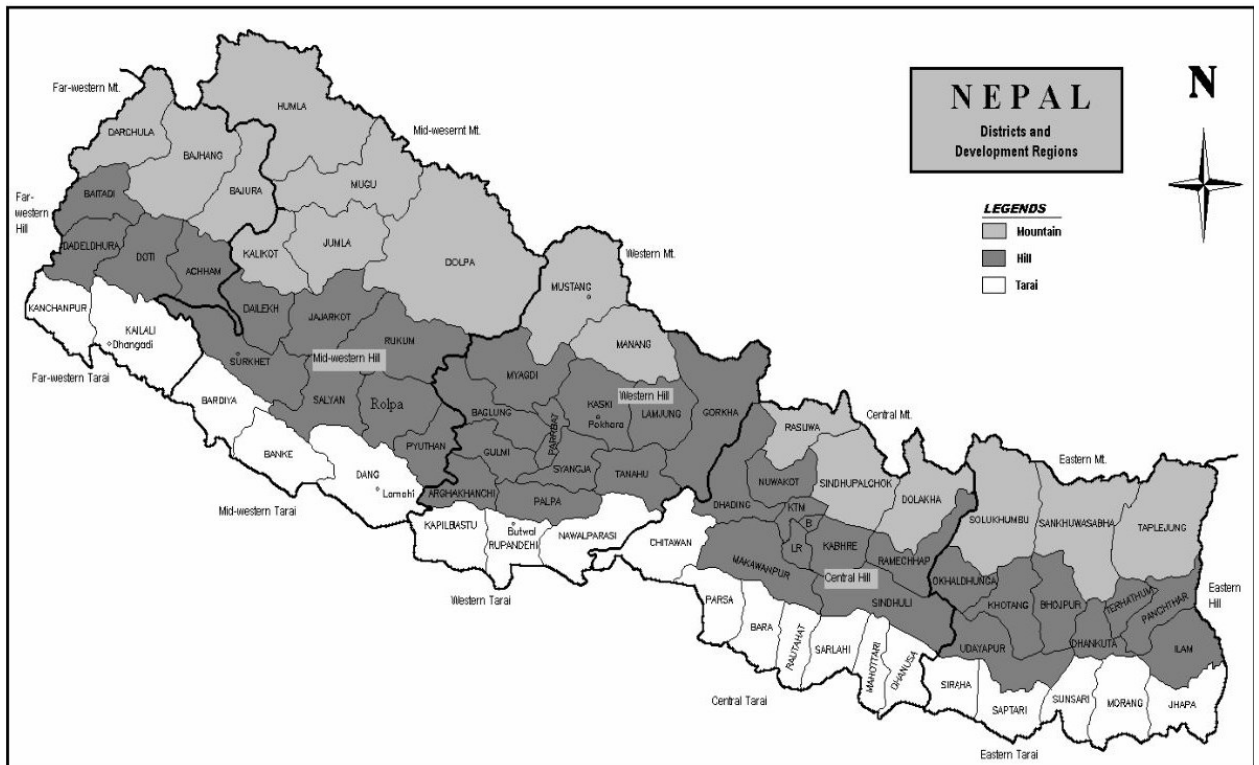 NEPAL
Districts and
Development Regions
N
LEGENDS
Mountain
Hill
Tarai
Far-western Mt.
HUMLA
DARCHULA
Mid-wesernt Mt.
BAJHANG
BAJURA
MUGU
BAITADI
Far-
western
Hill
DADELDHURA
DOTI
ACHHAM
KALIKOT
JUMLA
DOLPA
Western Mt.
MUSTANG
KANCHANPUR
KAILALI
Dhangadi
DAILEKH
JAJARKOT
RUKUM
MANANG
Far-western Tarai
SURKHET
Mid-western Hill
MYAGDI
BARDIYA
SALYAN
Rolpa
Western Hill
KASKI
Pokhara
LAMJUNG
GORKHA
BAGLUNG
PARRBAT
BANKE
PYUTHAN
GULMI
SYANGJA
TANAHU
RASUWA
Central Mt.
DANG
Lamahi
Mid-western Tarai
ARGHAKHANCHI
PALPA
NUWAKOT
SINDHUPALCHOK
DOLAKHA
Eastern Mt.
DHADING
KAPILBASTU
Butwal
RUPANDEHI
NAWALPARASI
CHITAWAN
KTM
B
LR
KABHRE
RAMECHHAP
SOLUKHUMBU
SANKHUWASABHA
TAPLEJUNG
Western Tarai
MAKAWANPUR
Central Hill
SINDHULI
OKHALDHUNGA
KHOTANG
BHOJPUR
TERHATHUM
PANCHTHAR
Eastern
Hill
PARSA
BARA
RAUTAHAT
SARLAHI
MAHOTTARI
DHANUSA
UDAYAPUR
DHANKUTA
ILAM
Central Tarai
SIRAHA
SAPTARI
SUNSARI
MORANG
JHAPA
Eastern Tarai